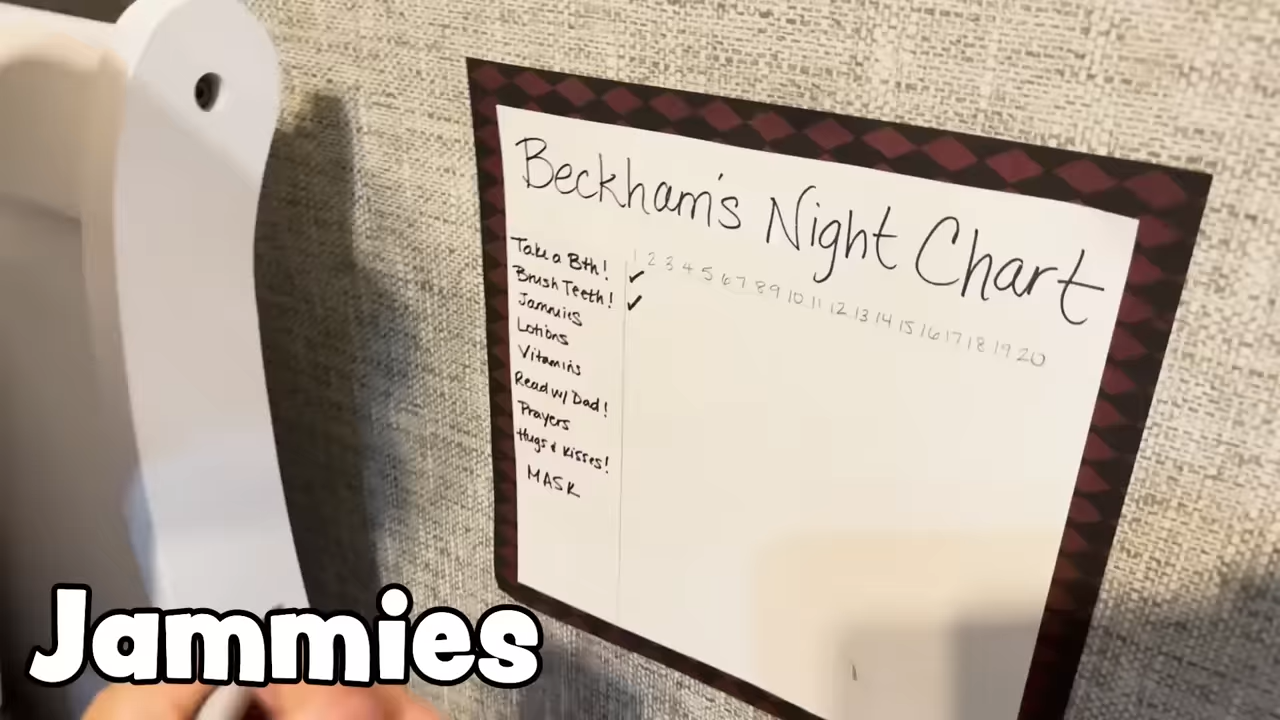 Beckham's Night Chart
1 2 3 4 5 6 7 8 9 10 11 12 13 14 15 16 17 18 19 20
Take a Bth! ✓
Brush Teeth! ✓
Jammies
Lotions
Vitamins
Read w/ Dad!
Prayers
Hugs & Kisses!
MASK
Jammies